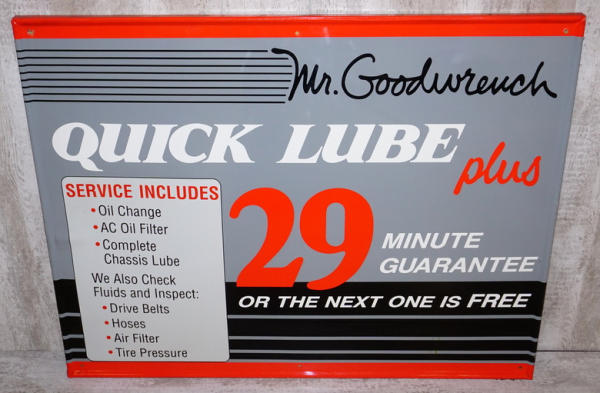 Mr. Goodwrench
QUICK LUBE plus
SERVICE INCLUDES
• Oil Change
• AC Oil Filter
• Complete
Chassis Lube
We Also Check
Fluids and Inspect:
• Drive Belts
• Hoses
• Air Filter
• Tire Pressure
29 MINUTE
GUARANTEE
OR THE NEXT ONE IS FREE